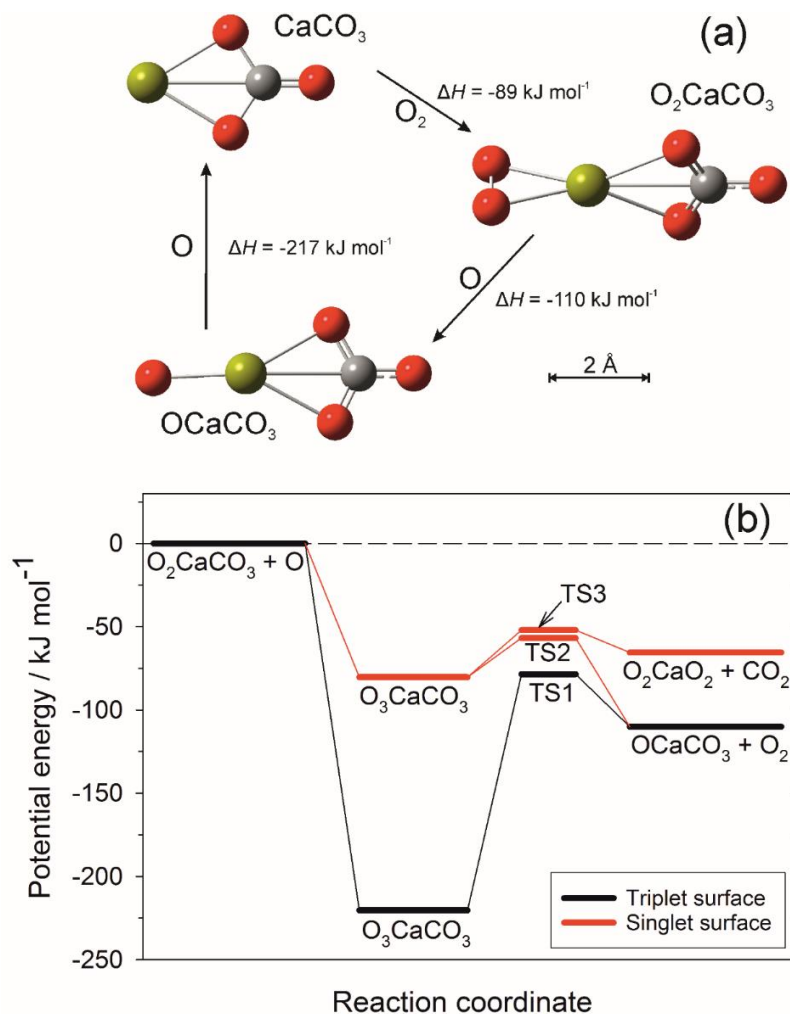 CaCO₃
(a)
O₂
ΔH = -89 kJ mol⁻¹
O₂CaCO₃
O
ΔH = -217 kJ mol⁻¹
O
ΔH = -110 kJ mol⁻¹
OCaCO₃
2 Å
(b)
Potential energy / kJ mol⁻¹
0
-50
-100
-150
-200
-250
O₂CaCO₃ + O
O₃CaCO₃
O₃CaCO₃
TS3
TS2
TS1
O₂CaO₂ + CO₂
OCaCO₃ + O₂
Triplet surface
Singlet surface
Reaction coordinate